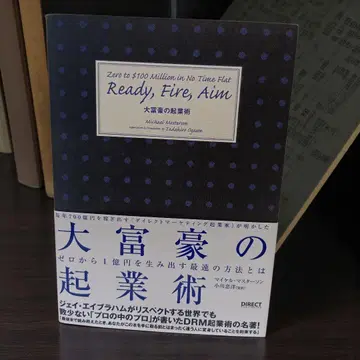 Zero to $100 Million in No Time Flat
Ready, Fire, Aim
大富豪の起業術
Michael Masterson
Tadahiro Ogawa
大富豪の
ゼロから1億円を生み出す最速の方法とは
起業術
マイケル・マスターソン
小川忠洋
DIRECT
ジェイ・エイブラハムがリスペクトする世界でも
数少ない「プロの中のプロ」が書いたDRM起業術の名著!